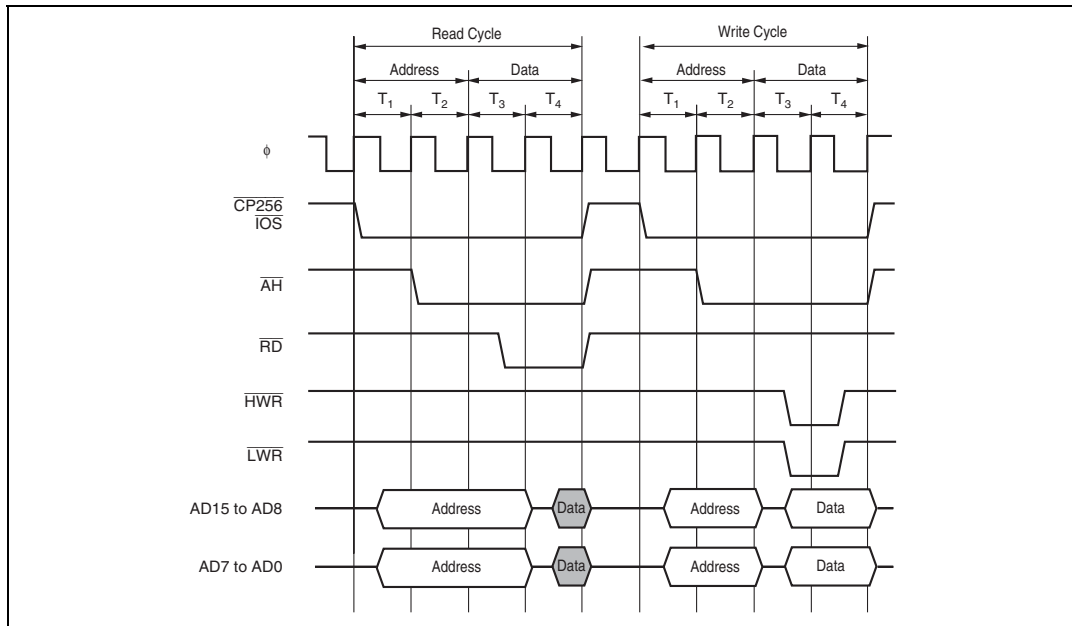 Read Cycle Write Cycle
Address Data Address Data
T1 T2 T3 T4 T1 T2 T3 T4
φ
CP256
IOS
AH
RD
HWR
LWR
AD15 to AD8 Address Data Address Data
AD7 to AD0 Address Data Address Data